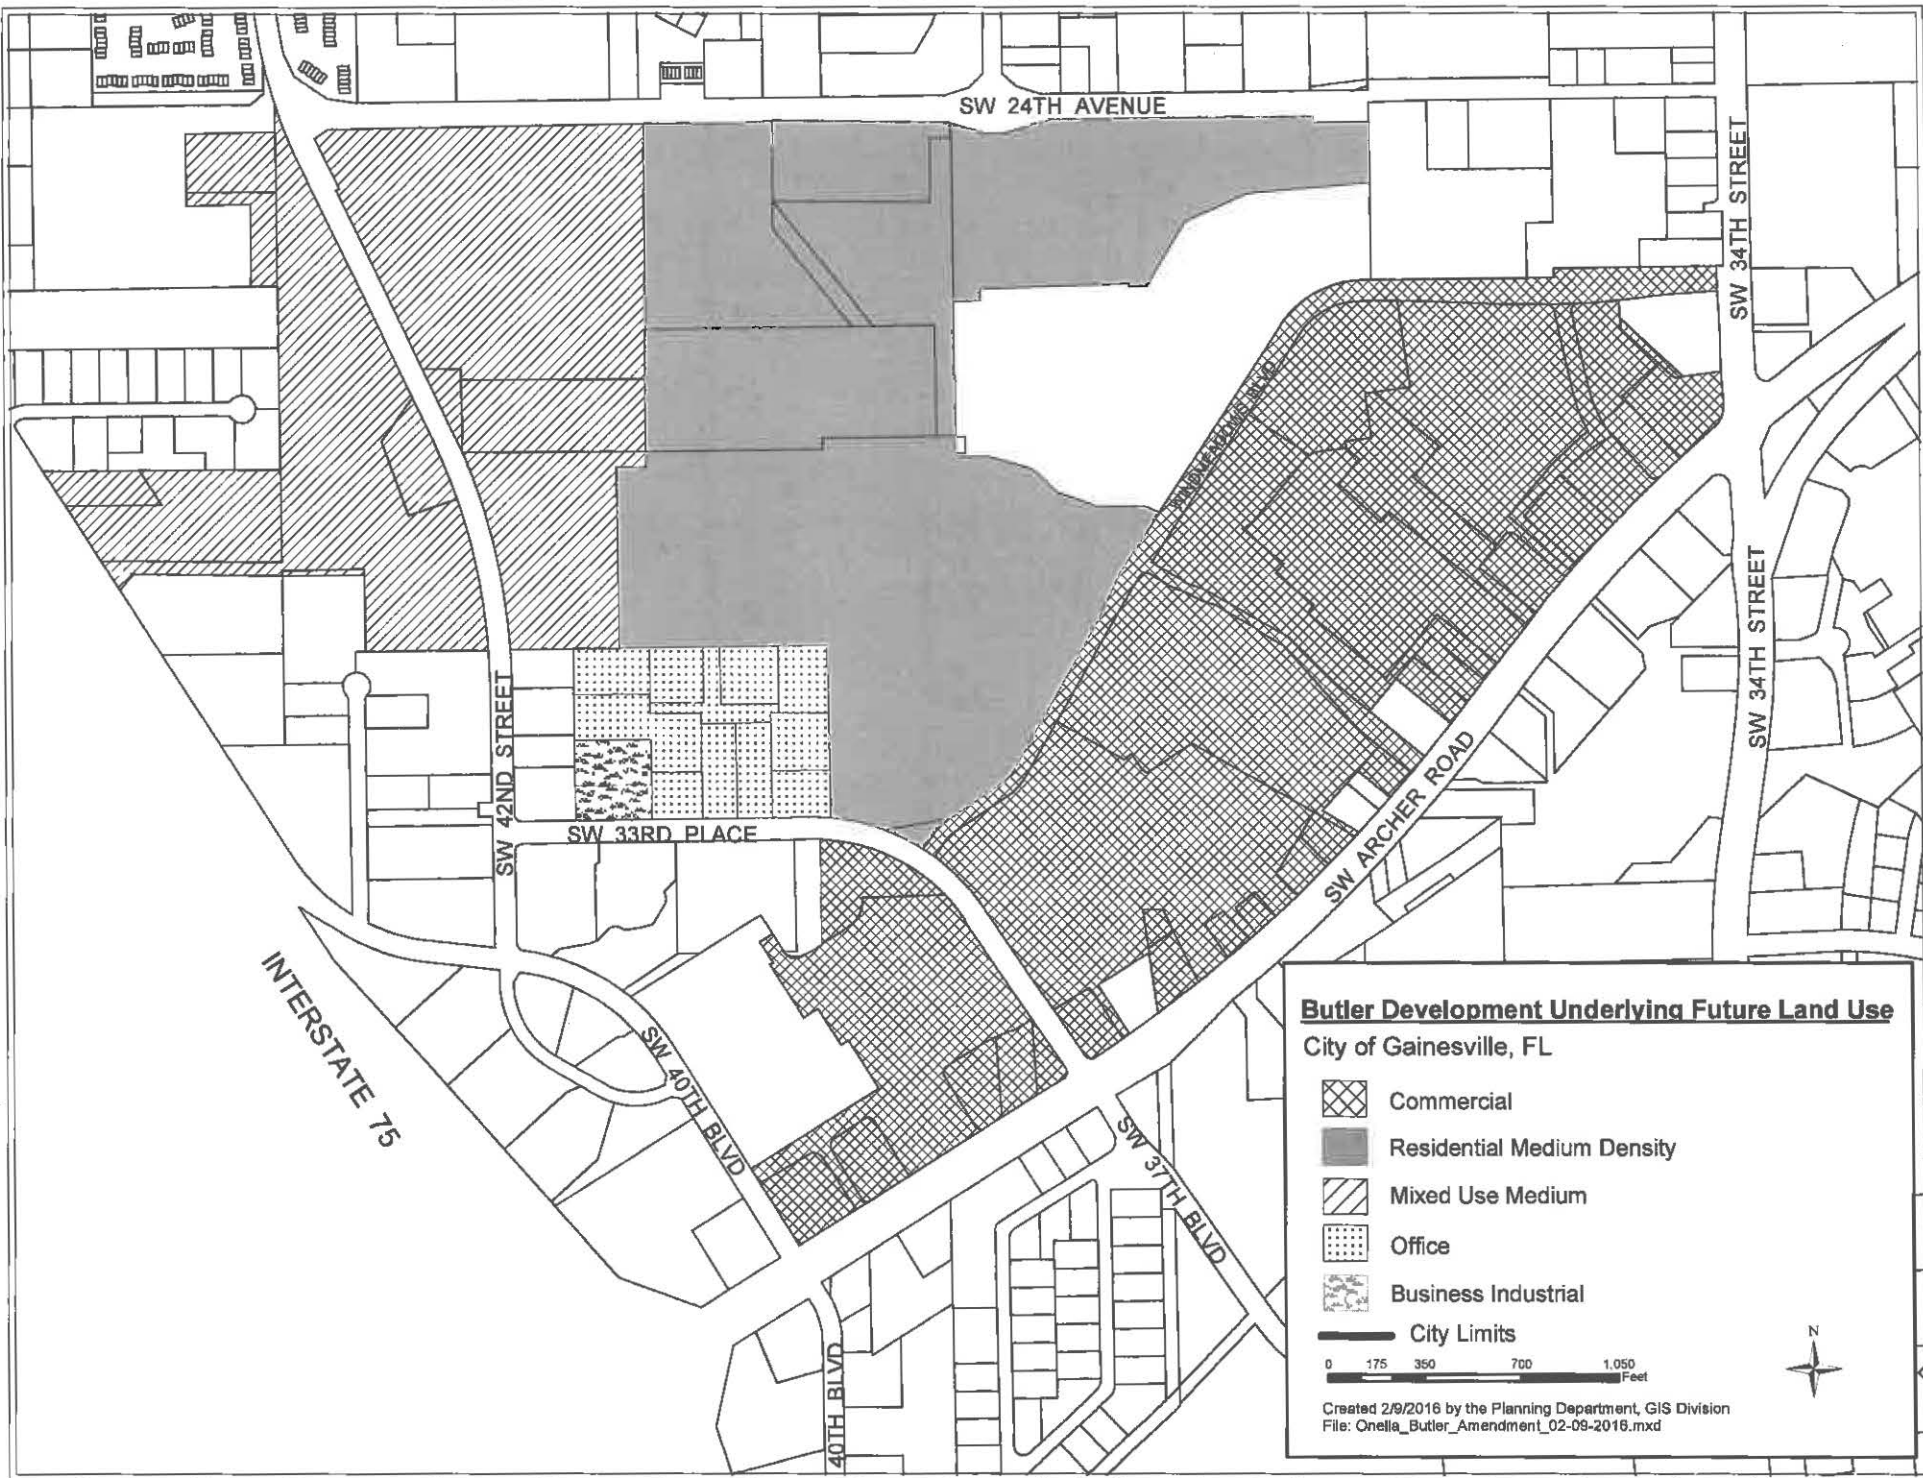 SW 24TH AVENUE
SW 34TH STREET
WINDMEADOWS BLVD
SW 34TH STREET
SW 42ND STREET
SW 33RD PLACE
SW ARCHER ROAD
INTERSTATE 75
SW 40TH BLVD
SW 37TH BLVD
40TH BLVD
Butler Development Underlying Future Land Use
City of Gainesville, FL
Commercial
Residential Medium Density
Mixed Use Medium
Office
Business Industrial
City Limits
0 175 350 700 1,050
Feet
N
Created 2/9/2016 by the Planning Department, GIS Division
File: Onella_Butler_Amendment_02-09-2016.mxd